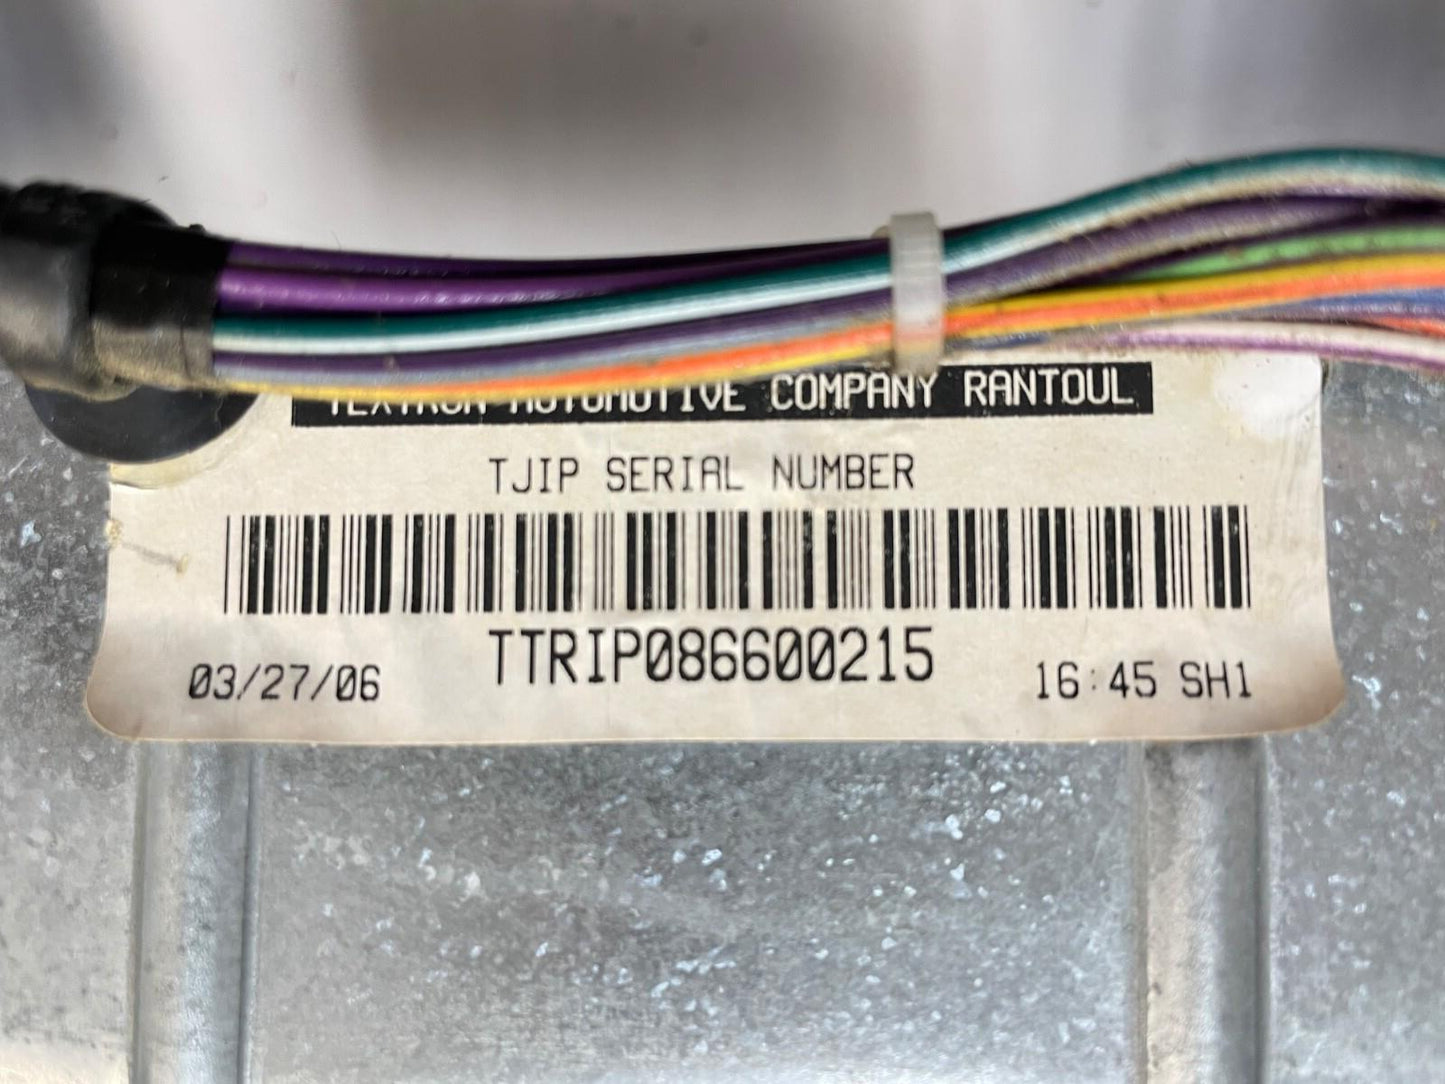 TEXTRON AUTOMOTIVE COMPANY RANTOUL
TJIP SERIAL NUMBER
TTRIP086600215
03/27/06 16:45 SH1